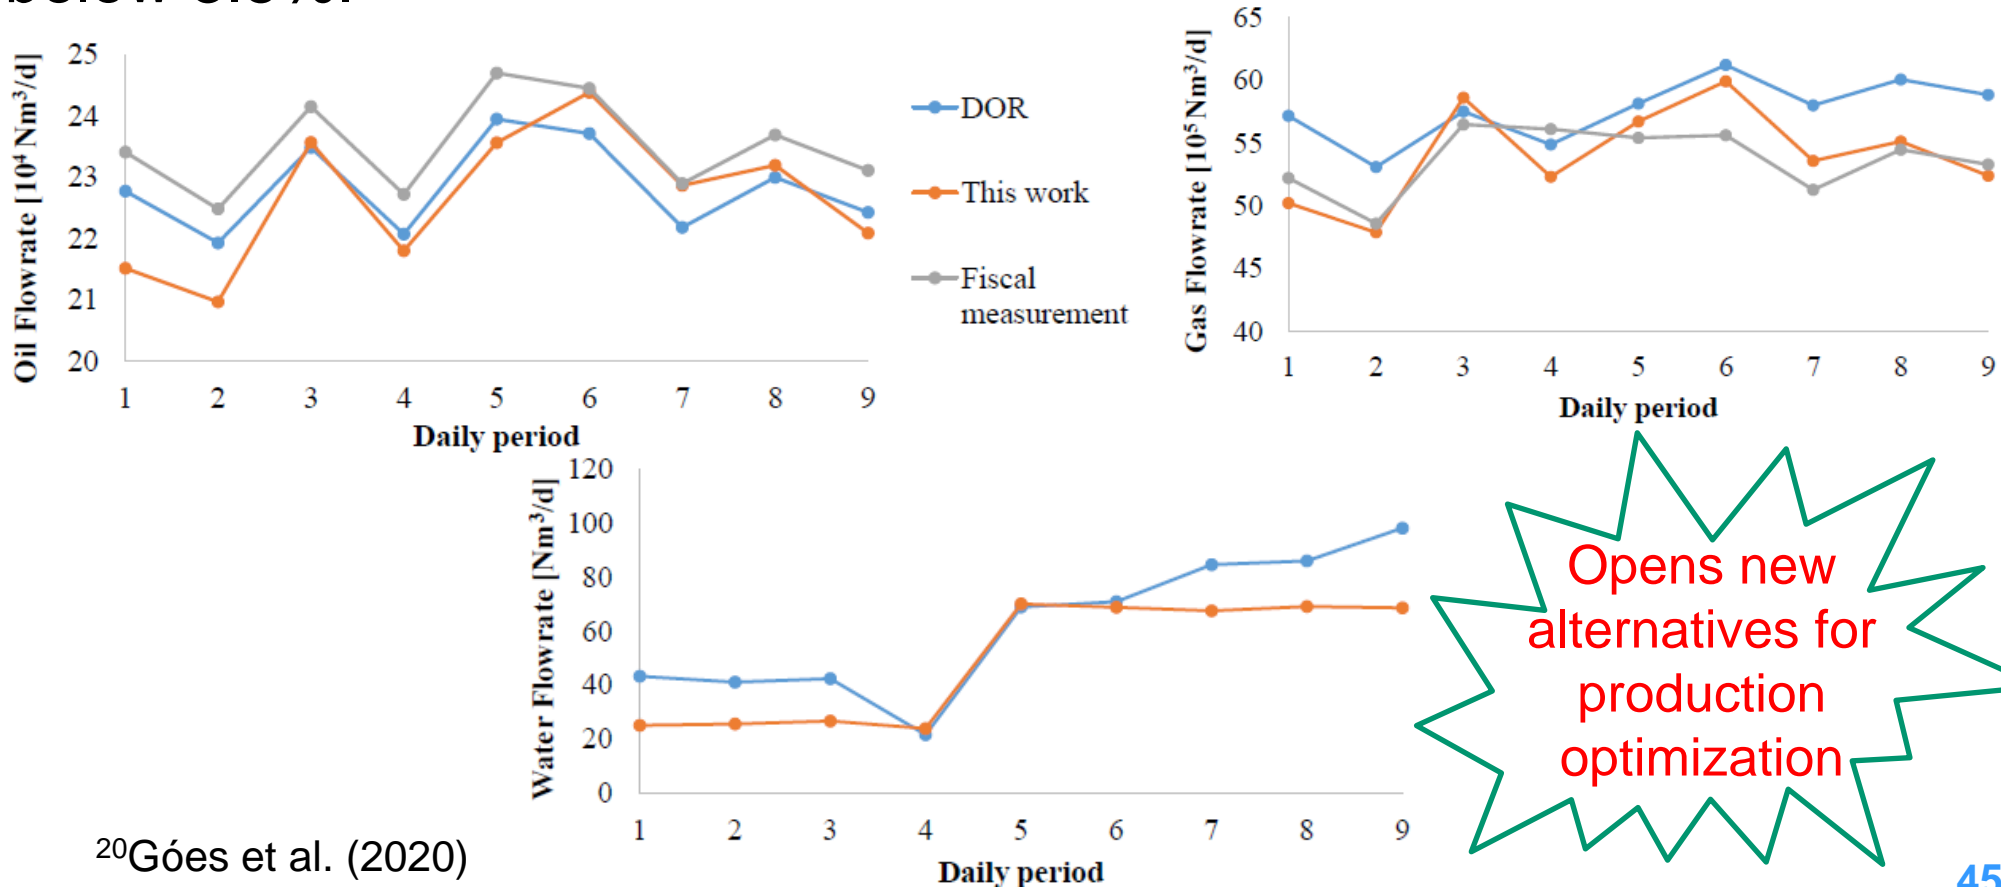 25
24
23
22
21
20
Oil Flowrate [10⁴ Nm³/d]
1 2 3 4 5 6 7 8 9
Daily period
DOR
This work
Fiscal
measurement
65
60
55
50
45
40
Gas Flowrate [10⁵ Nm³/d]
1 2 3 4 5 6 7 8 9
Daily period
120
100
80
60
40
20
0
Water Flowrate [Nm³/d]
1 2 3 4 5 6 7 8 9
Daily period
Opens new
alternatives for
production
optimization
²⁰Góes et al. (2020)
45